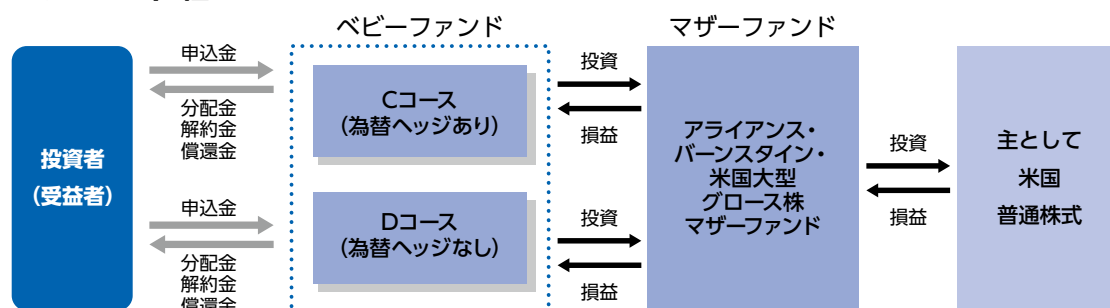 ベビーファンド
マザーファンド
投資者
(受益者)
申込金
分配金
解約金
償還金
Cコース
(為替ヘッジあり)
投資
損益
申込金
分配金
解約金
償還金
Dコース
(為替ヘッジなし)
投資
損益
アライアンス・
バーンスタイン・
米国大型
グロース株
マザーファンド
投資
損益
主として
米国
普通株式